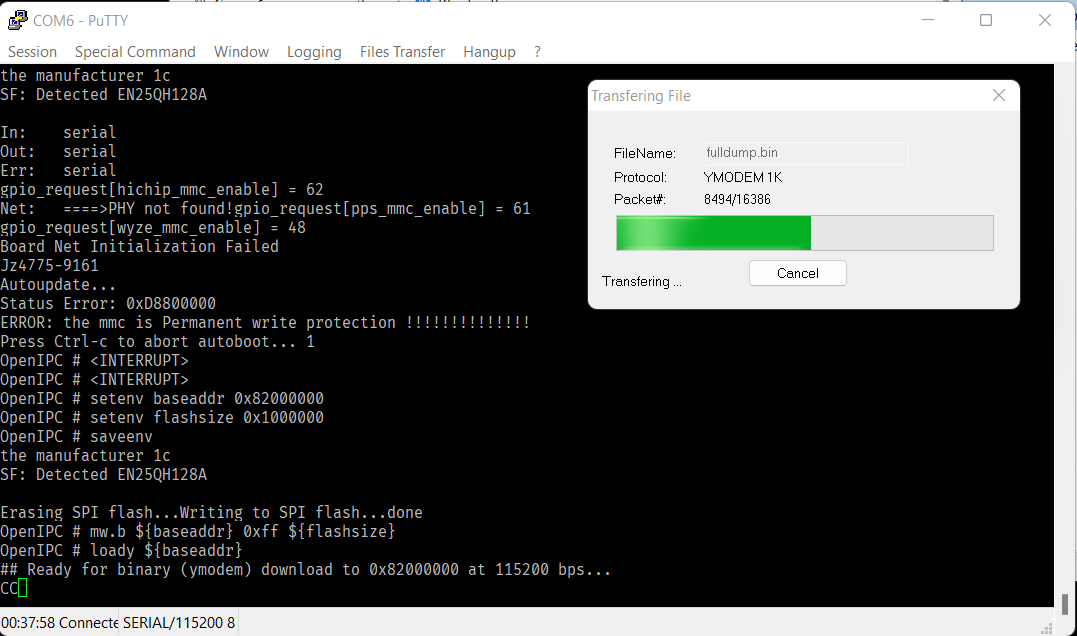 COM6 - PuTTY
Session Special Command Window Logging Files Transfer Hangup ?
the manufacturer 1c
SF: Detected EN25QH128A
In:    serial
Out:   serial
Err:   serial
gpio_request[hichip_mmc_enable] = 62
Net:   ====>PHY not found!gpio_request[pps_mmc_enable] = 61
gpio_request[wyze_mmc_enable] = 48
Board Net Initialization Failed
Jz4775-9161
Autoupdate...
Status Error: 0xD8800000
ERROR: the mmc is Permanent write protection !!!!!!!!!!!!!!
Press Ctrl-c to abort autoboot... 1
OpenIPC # <INTERRUPT>
OpenIPC # <INTERRUPT>
OpenIPC # setenv baseaddr 0x82000000
OpenIPC # setenv flashsize 0x1000000
OpenIPC # saveenv
the manufacturer 1c
SF: Detected EN25QH128A
Erasing SPI flash...Writing to SPI flash...done
OpenIPC # mw.b ${baseaddr} 0xff ${flashsize}
OpenIPC # loady ${baseaddr}
## Ready for binary (ymodem) download to 0x82000000 at 115200 bps...
CC
Transfering File
FileName: fulldump.bin
Protocol: YMODEM 1K
Packet#: 8494/16386
Transfering ...
Cancel
00:37:58 Connecte SERIAL/115200 8